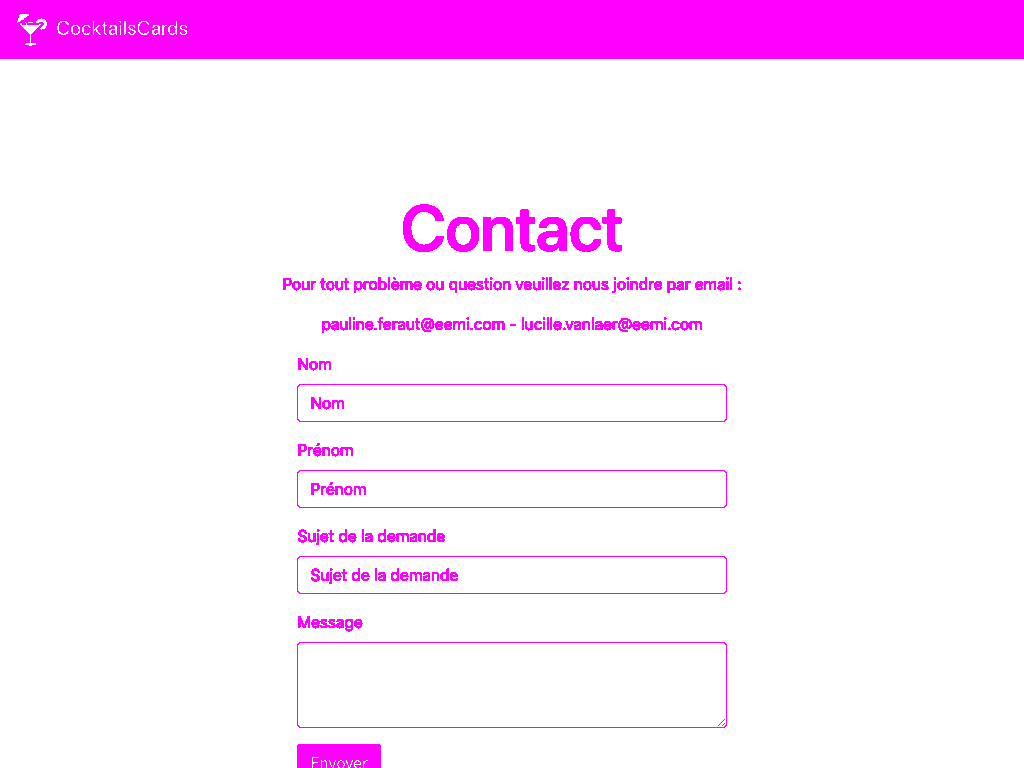 CocktailsCards
Contact
Pour tout problème ou question veuillez nous joindre par email :
pauline.feraut@eemi.com - lucille.vanlaer@eemi.com
Nom
Nom
Prénom
Prénom
Sujet de la demande
Sujet de la demande
Message
Envoyer